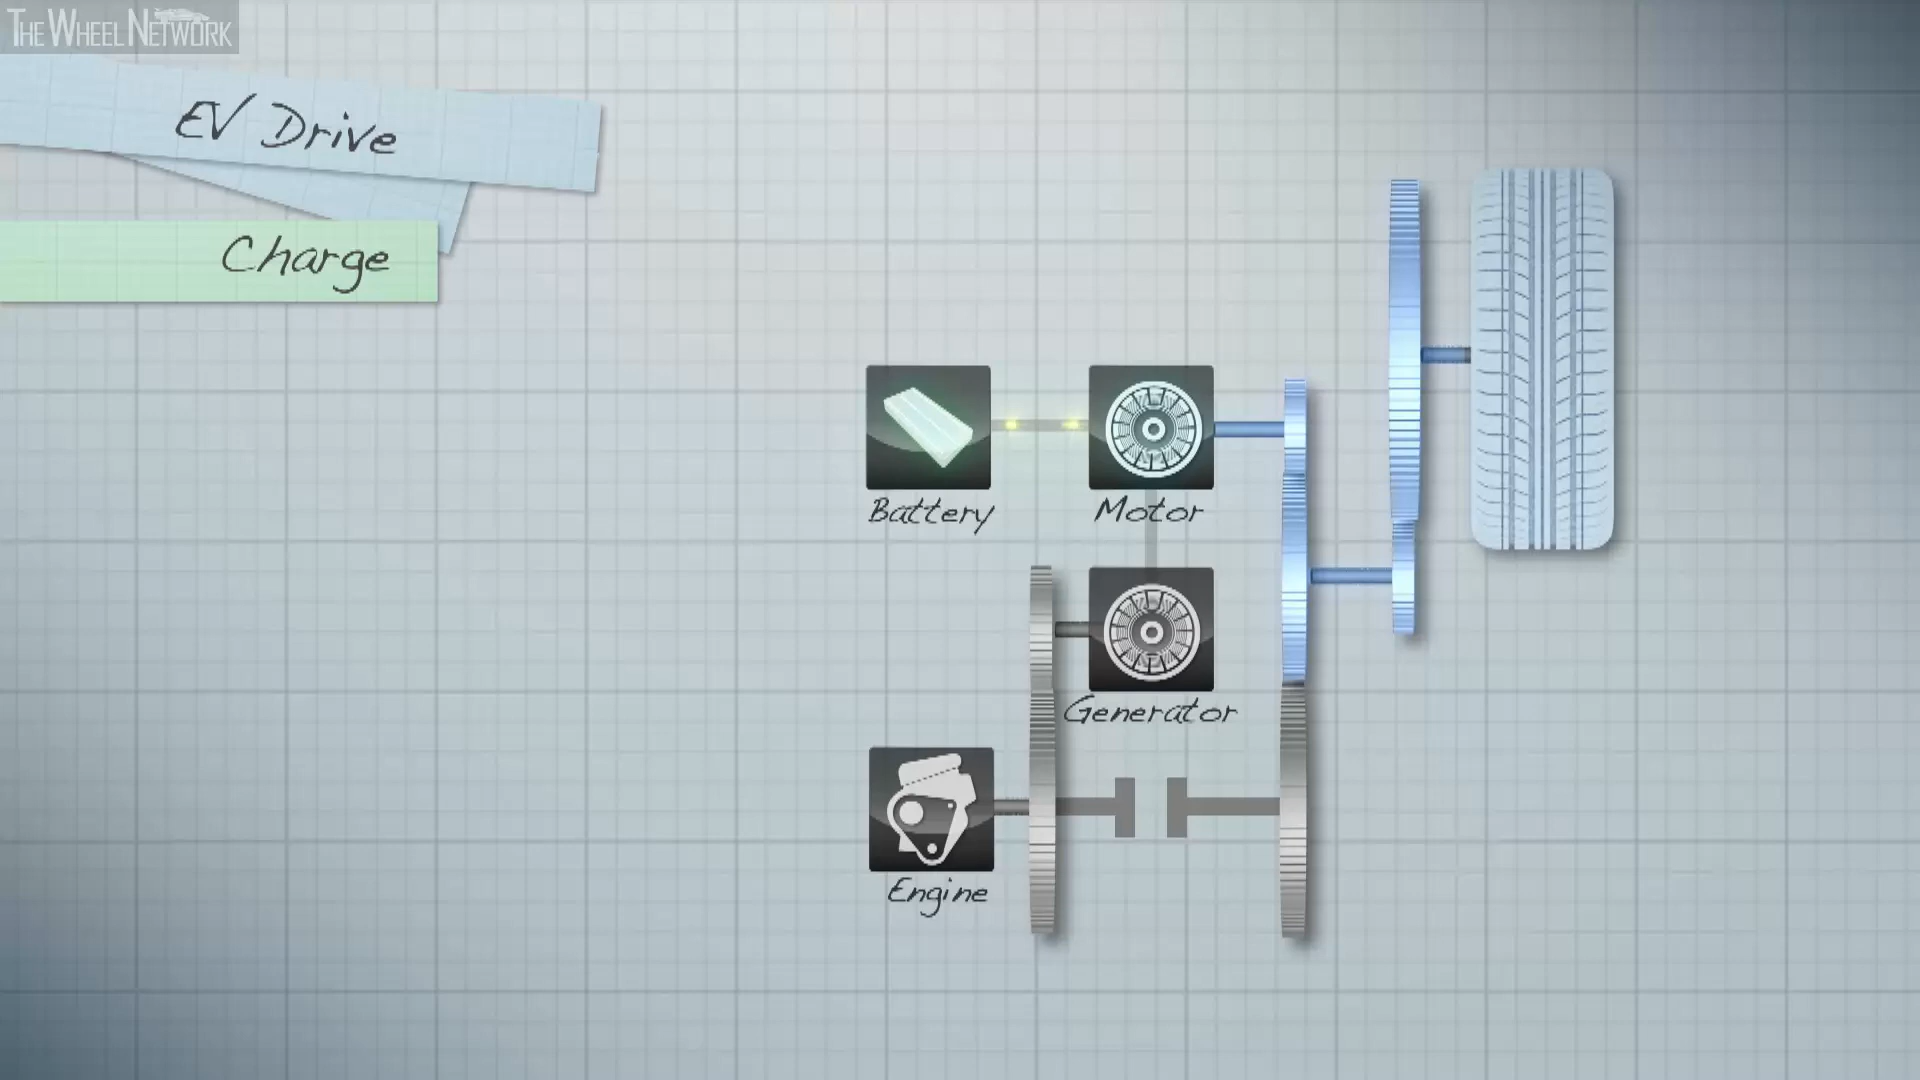 THE WHEEL NETWORK
EV Drive
Charge
Battery
Motor
Generator
Engine